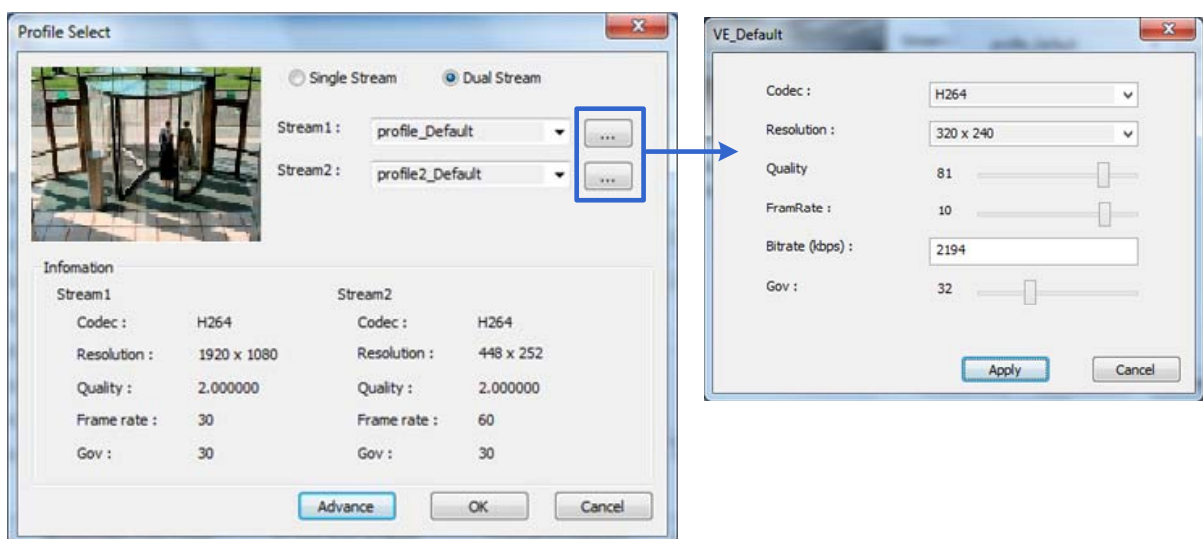 Profile Select
Single Stream Dual Stream
Stream1 : profile_Default ...
Stream2 : profile2_Default ...
Infomation
Stream1 Stream2
Codec : H264 Codec : H264
Resolution : 1920 x 1080 Resolution : 448 x 252
Quality : 2.000000 Quality : 2.000000
Frame rate : 30 Frame rate : 60
Gov : 30 Gov : 30
Advance OK Cancel
VE_Default
Codec : H264
Resolution : 320 x 240
Quality 81
FramRate : 10
Bitrate (kbps) : 2194
Gov : 32
Apply Cancel